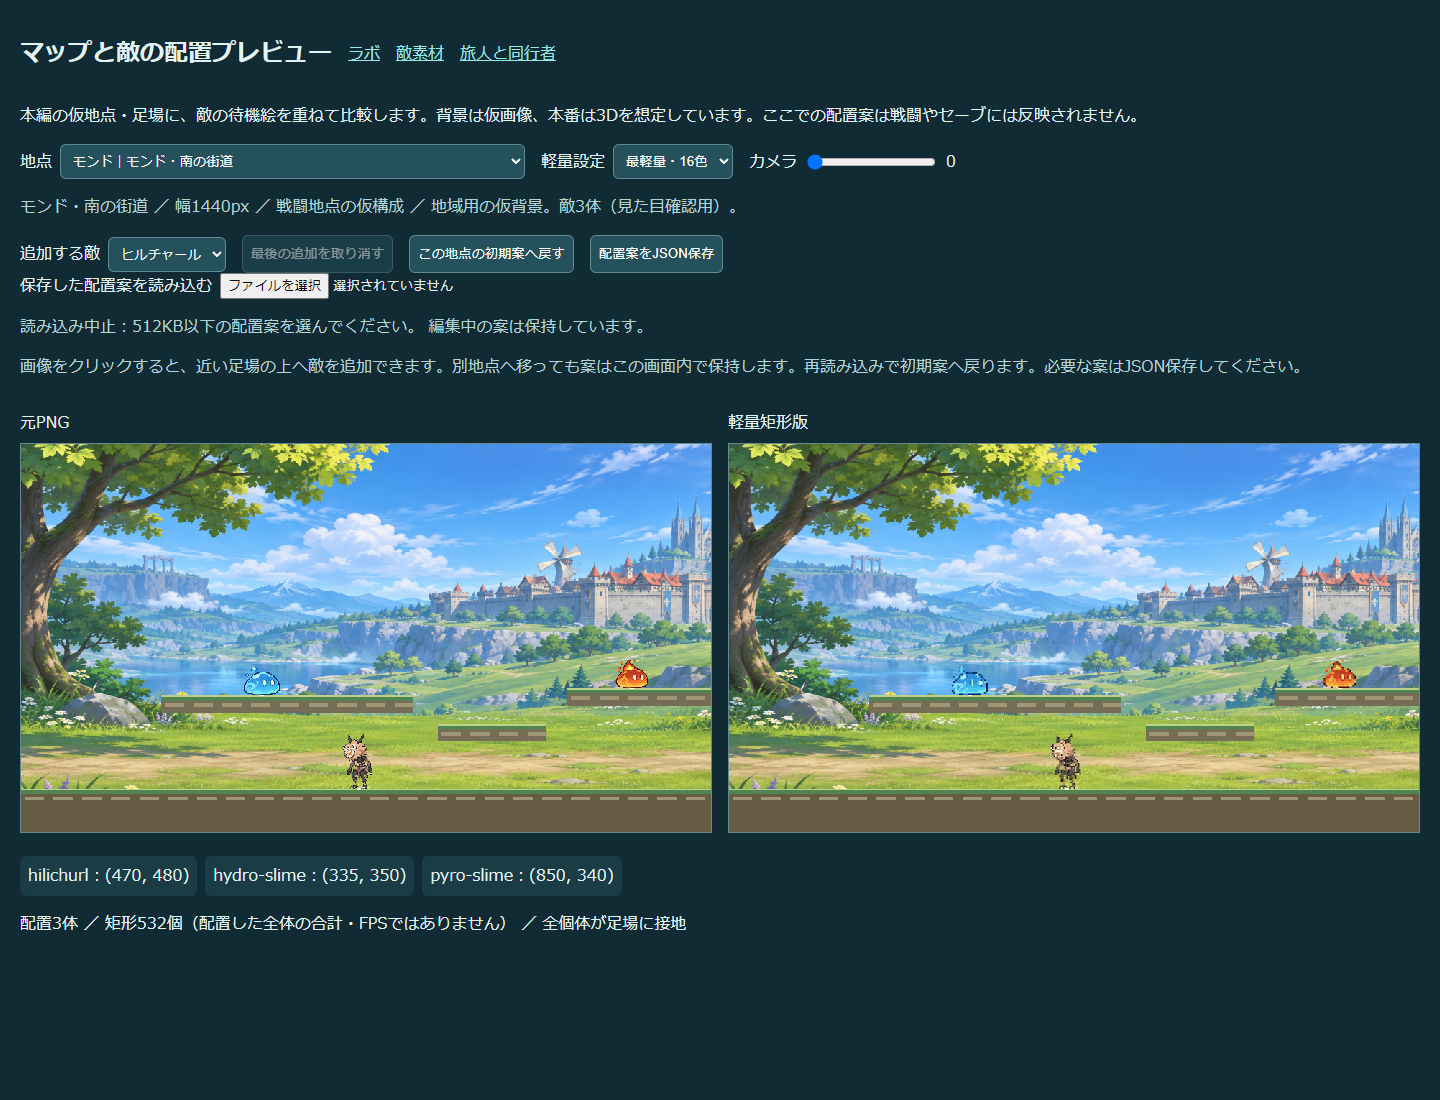 マップと敵の配置プレビュー ラボ 敵素材 旅人と同行者
本編の仮地点・足場に、敵の待機絵を重ねて比較します。背景は仮画像、本番は3Dを想定しています。ここでの配置案は戦闘やセーブには反映されません。
地点 モンド | モンド・南の街道 軽量設定 最軽量・16色 カメラ 0
モンド・南の街道 ／ 幅1440px ／ 戦闘地点の仮構成 ／ 地域用の仮背景。敵3体（見た目確認用）。
追加する敵 ヒルチャール 最後の追加を取り消す この地点の初期案へ戻す 配置案をJSON保存
保存した配置案を読み込む ファイルを選択 選択されていません
読み込み中止：512KB以下の配置案を選んでください。 編集中の案は保持しています。
画像をクリックすると、近い足場の上へ敵を追加できます。別地点へ移っても案はこの画面内で保持します。再読み込みで初期案へ戻ります。必要な案はJSON保存してください。
元PNG 軽量矩形版
hilichurl : (470, 480) hydro-slime : (335, 350) pyro-slime : (850, 340)
配置3体 ／ 矩形532個（配置した全体の合計・FPSではありません） ／ 全個体が足場に接地